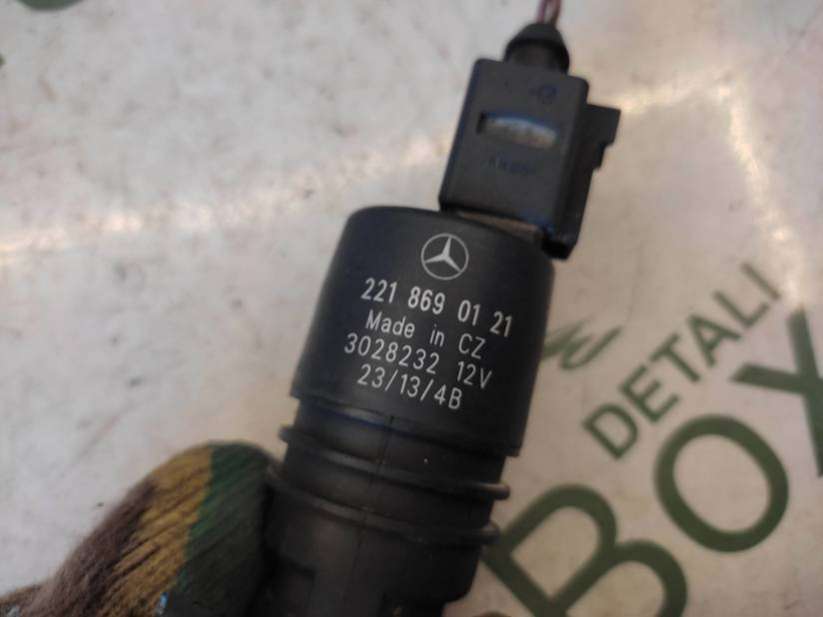 221 869 01 21
Made in CZ
3028232 12V
23/13/4B
DETALI
BOX